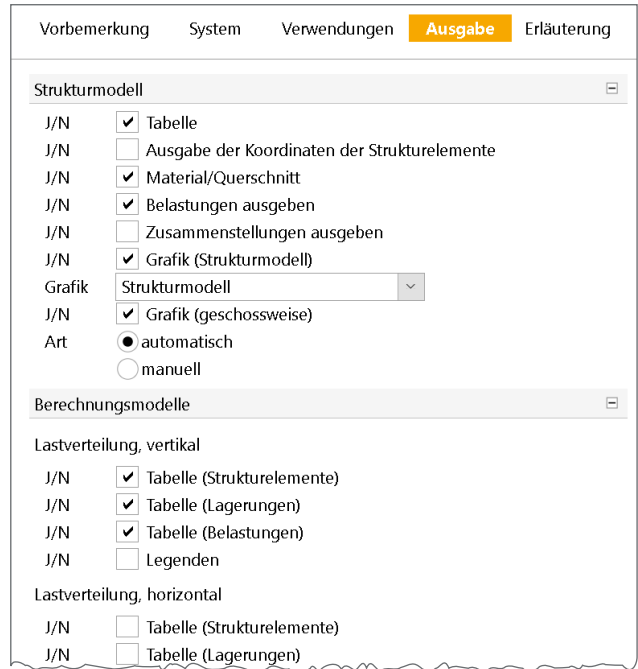 Vorbemerkung System Verwendungen Ausgabe Erläuterung
Strukturmodell
J/N Tabelle
J/N Ausgabe der Koordinaten der Strukturelemente
J/N Material/Querschnitt
J/N Belastungen ausgeben
J/N Zusammenstellungen ausgeben
J/N Grafik (Strukturmodell)
Grafik Strukturmodell
J/N Grafik (geschossweise)
Art automatisch
manuell
Berechnungsmodelle
Lastverteilung, vertikal
J/N Tabelle (Strukturelemente)
J/N Tabelle (Lagerungen)
J/N Tabelle (Belastungen)
J/N Legenden
Lastverteilung, horizontal
J/N Tabelle (Strukturelemente)
J/N Tabelle (Lagerungen)